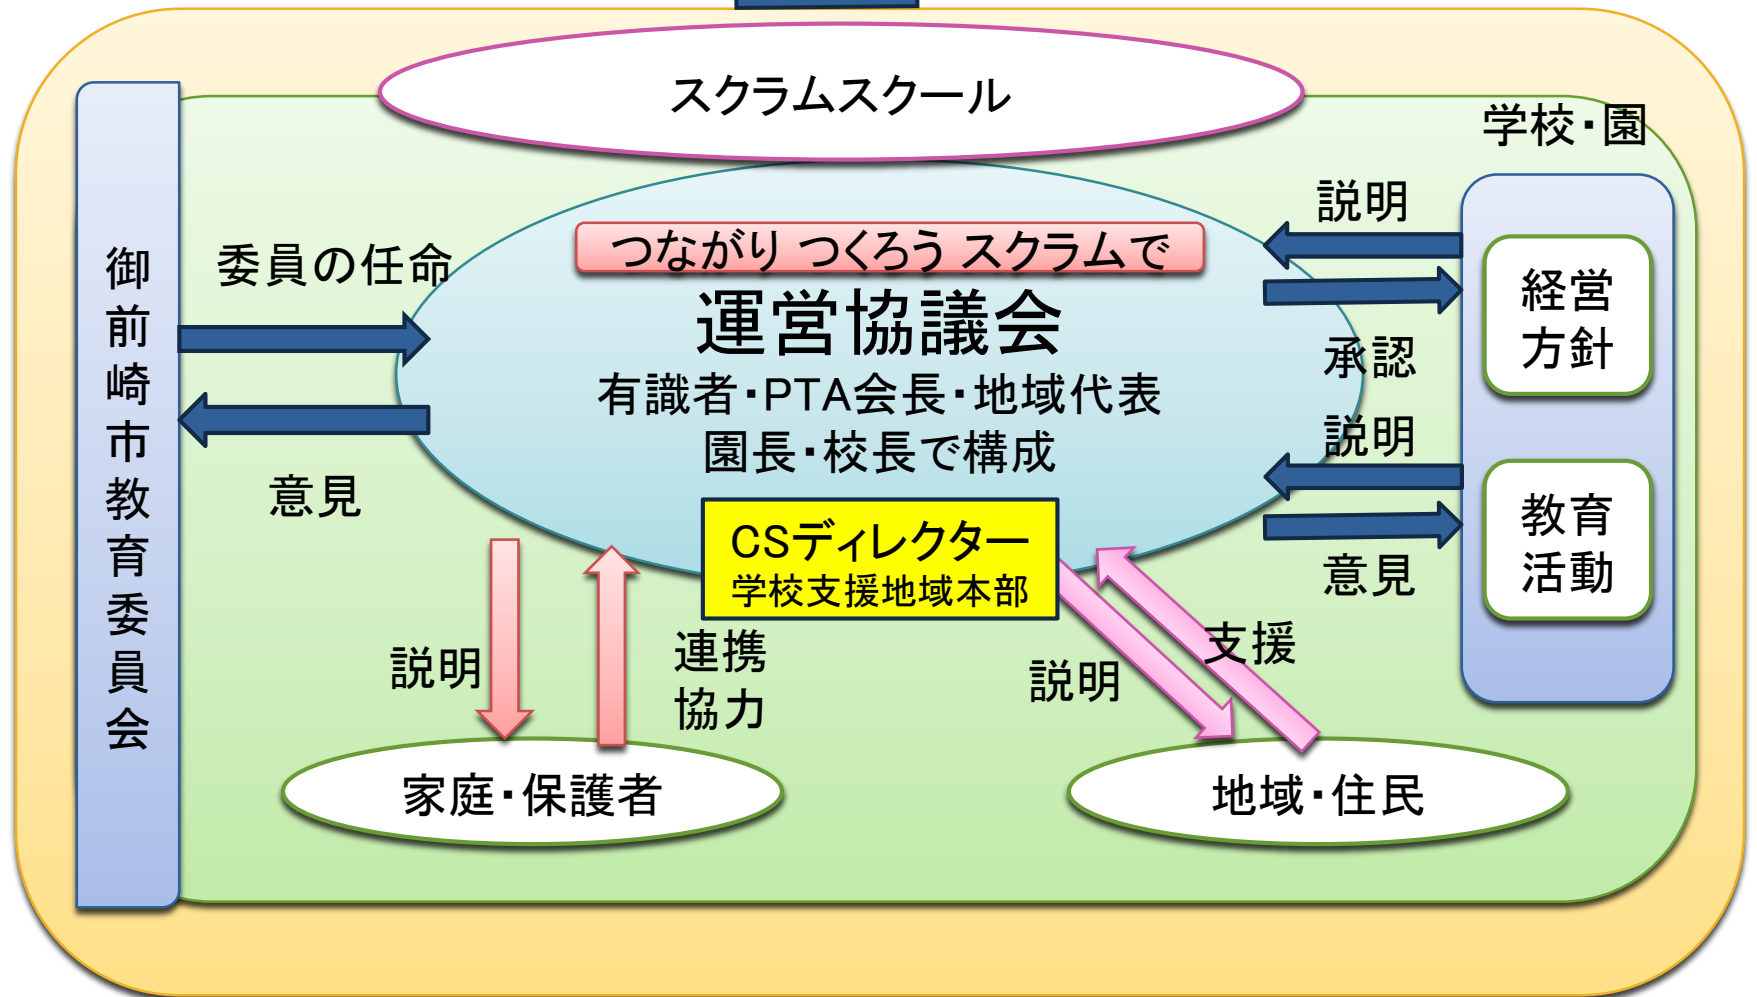 スクラムスクール
学校・園
御前崎市教育委員会
委員の任命
意見
つながり つくろう スクラムで
運営協議会
有識者・PTA会長・地域代表
園長・校長で構成
CSディレクター
学校支援地域本部
説明
承認
説明
意見
経営
方針
教育
活動
説明
連携
協力
説明
支援
家庭・保護者
地域・住民